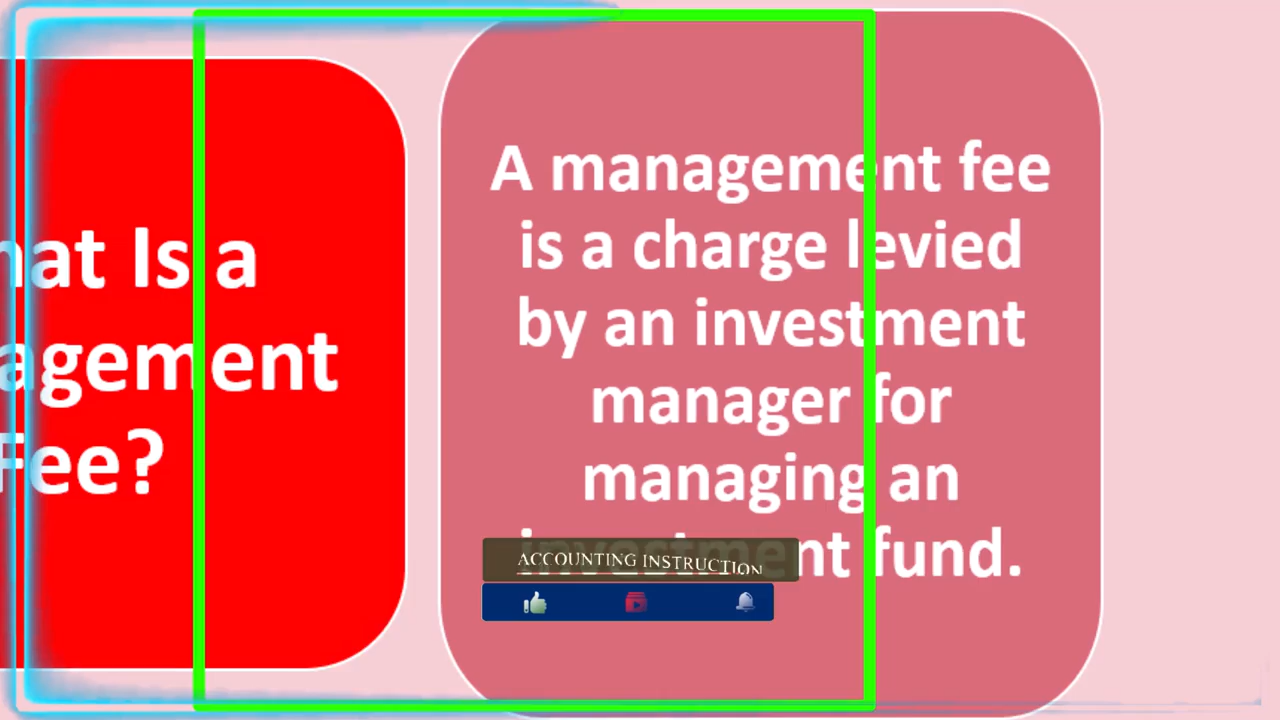 hat Is a
agement
Fee?
A management fee
is a charge levied
by an investment
manager for
managing an
investment fund.
ACCOUNTING INSTRUCTION